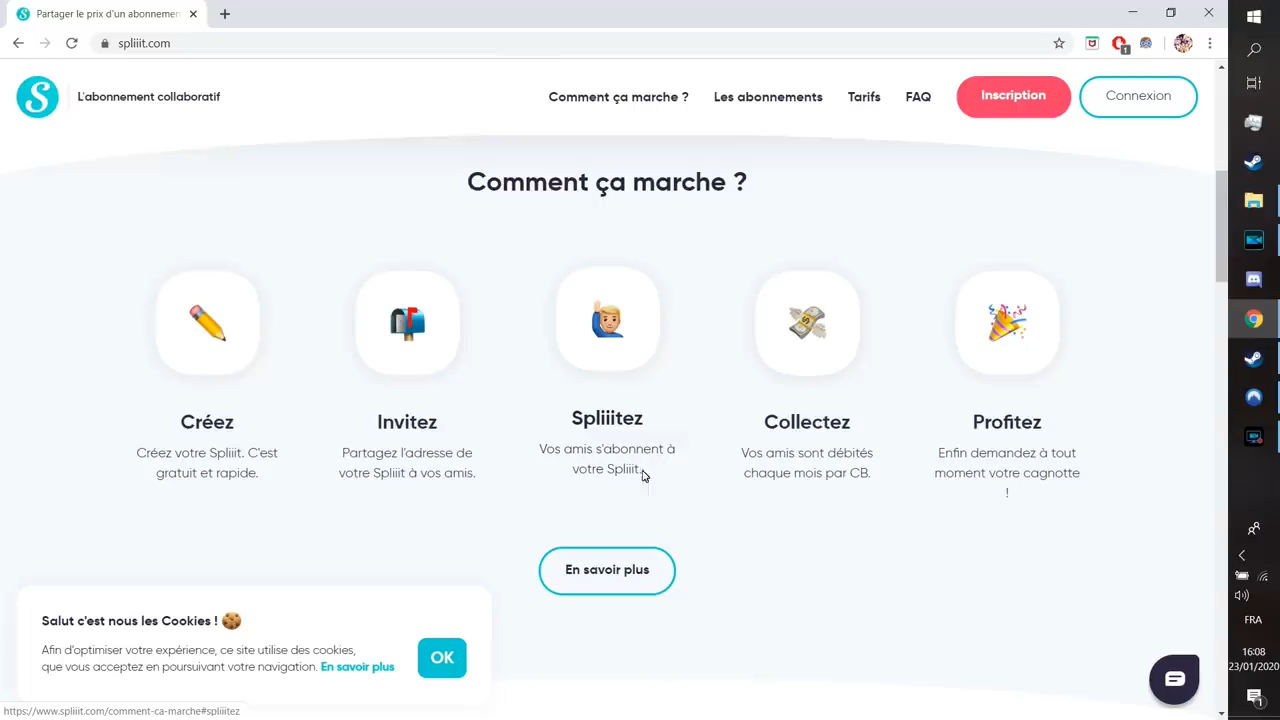 Partager le prix d'un abonnemen
spliiit.com
1
S
L'abonnement collaboratif
Comment ça marche ?
Les abonnements
Tarifs
FAQ
Inscription
Connexion
Comment ça marche ?
Créez
Créez votre Spliiit. C'est
gratuit et rapide.
Invitez
Partagez l'adresse de
votre Spliiit à vos amis.
Spliiitez
Vos amis s'abonnent à
votre Spliiit.
Collectez
Vos amis sont débités
chaque mois par CB.
Profitez
Enfin demandez à tout
moment votre cagnotte
!
En savoir plus
Salut c'est nous les Cookies !
Afin d'optimiser votre expérience, ce site utilise des cookies,
que vous acceptez en poursuivant votre navigation. En savoir plus
OK
https://www.spliiit.com/comment-ca-marche#spliiitez
FRA
16:08
23/01/2020
1